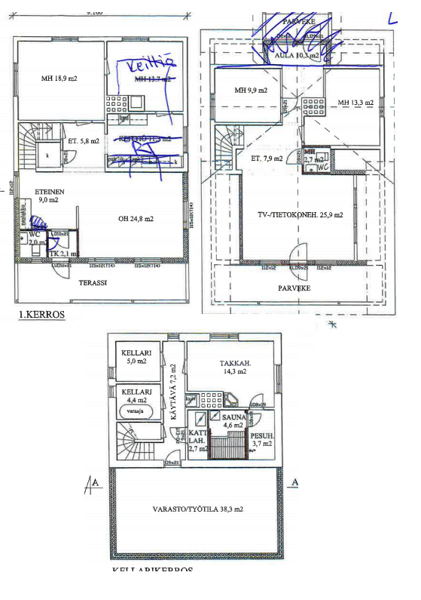 L
PARVEKE
AULA 10,3 m2
Keittiö
MH 18,9 m2
MH 13,7 m2
MH 9,9 m2
MH 13,3 m2
ET. 5,8 m2
RT
k
ET. 7,9 m2
2,7 m2
WC
ETEINEN
9,0 m2
OH 24,8 m2
TV-/TIETOKONEH. 25,9 m2
WC
2,0 m2
TK 2,1 m2
TERASSI
PARVEKE
1.KERROS
KELLARI
5,0 m2
KÄYTÄVÄ 7,2 m2
TAKKAH.
14,3 m2
KELLARI
4,4 m2
varaaja
KATT
LAH.
2,7 m2
SAUNA
4,6 m2
PESUH.
3,7 m2
A
A
VARASTO/TYÖTILA 38,3 m2
KELLARIKERROS